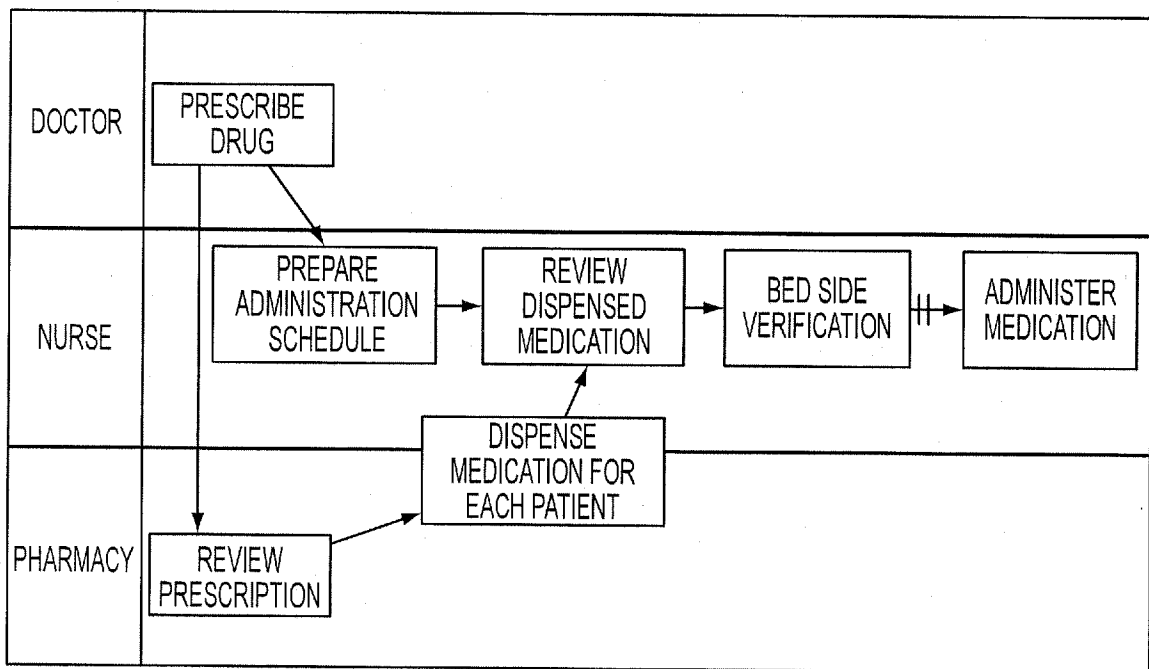 DOCTOR
PRESCRIBE
DRUG
NURSE
PREPARE
ADMINISTRATION
SCHEDULE
REVIEW
DISPENSED
MEDICATION
BED SIDE
VERIFICATION
ADMINISTER
MEDICATION
DISPENSE
MEDICATION FOR
EACH PATIENT
PHARMACY
REVIEW
PRESCRIPTION